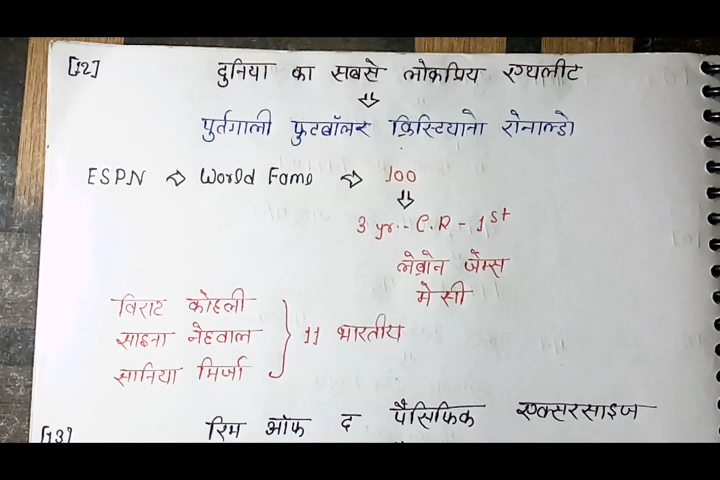 [12] दुनिया का सबसे लोकप्रिय एथलीट
⇩
पुर्तगाली फुटबॉलर क्रिस्टियानो रोनाल्डो
ESPN ⇨ World Fame ⇨ 100
⇩
3 yr. - C.R - 1st
लेब्रोन जेम्स
मेसी
विराट कोहली
साइना नेहवाल } 11 भारतीय
सानिया मिर्जा
[13] रिम ऑफ द पैसिफिक एक्सरसाइज